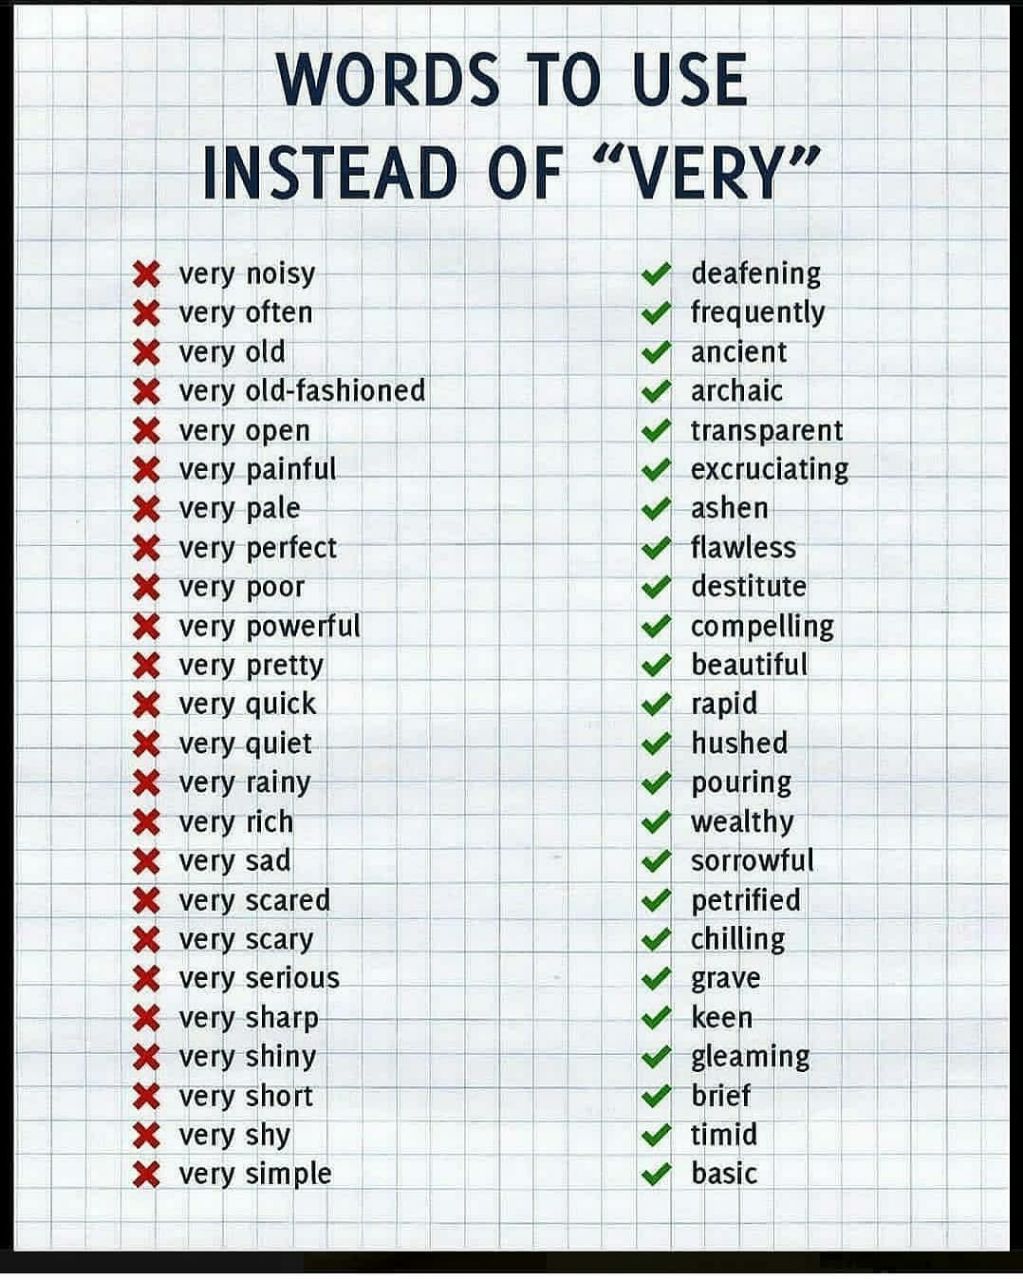 WORDS TO USE
INSTEAD OF “VERY”
very noisy deafening
very often frequently
very old ancient
very old-fashioned archaic
very open transparent
very painful excruciating
very pale ashen
very perfect flawless
very poor destitute
very powerful compelling
very pretty beautiful
very quick rapid
very quiet hushed
very rainy pouring
very rich wealthy
very sad sorrowful
very scared petrified
very scary chilling
very serious grave
very sharp keen
very shiny gleaming
very short brief
very shy timid
very simple basic